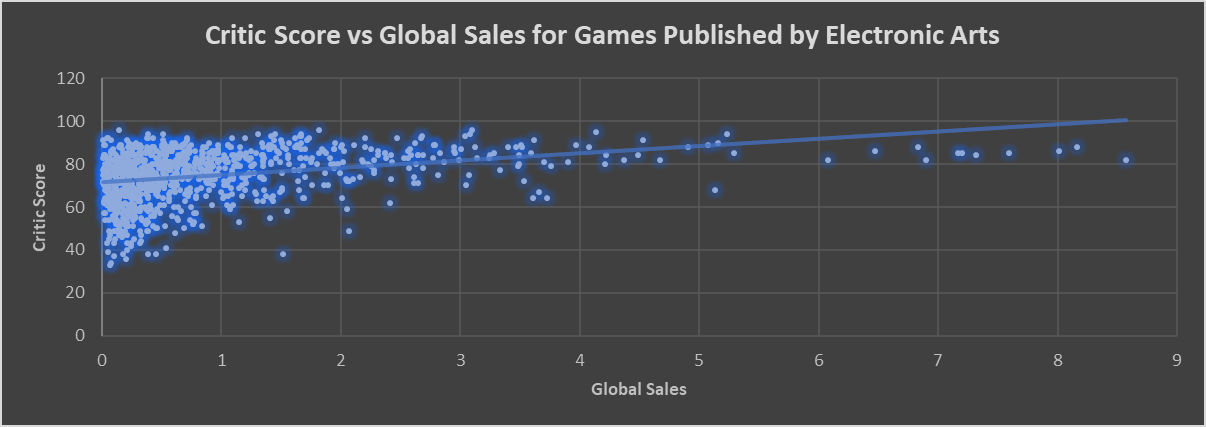 Critic Score vs Global Sales for Games Published by Electronic Arts
120
100
80
60
40
20
0
Critic Score
0 1 2 3 4 5 6 7 8 9
Global Sales